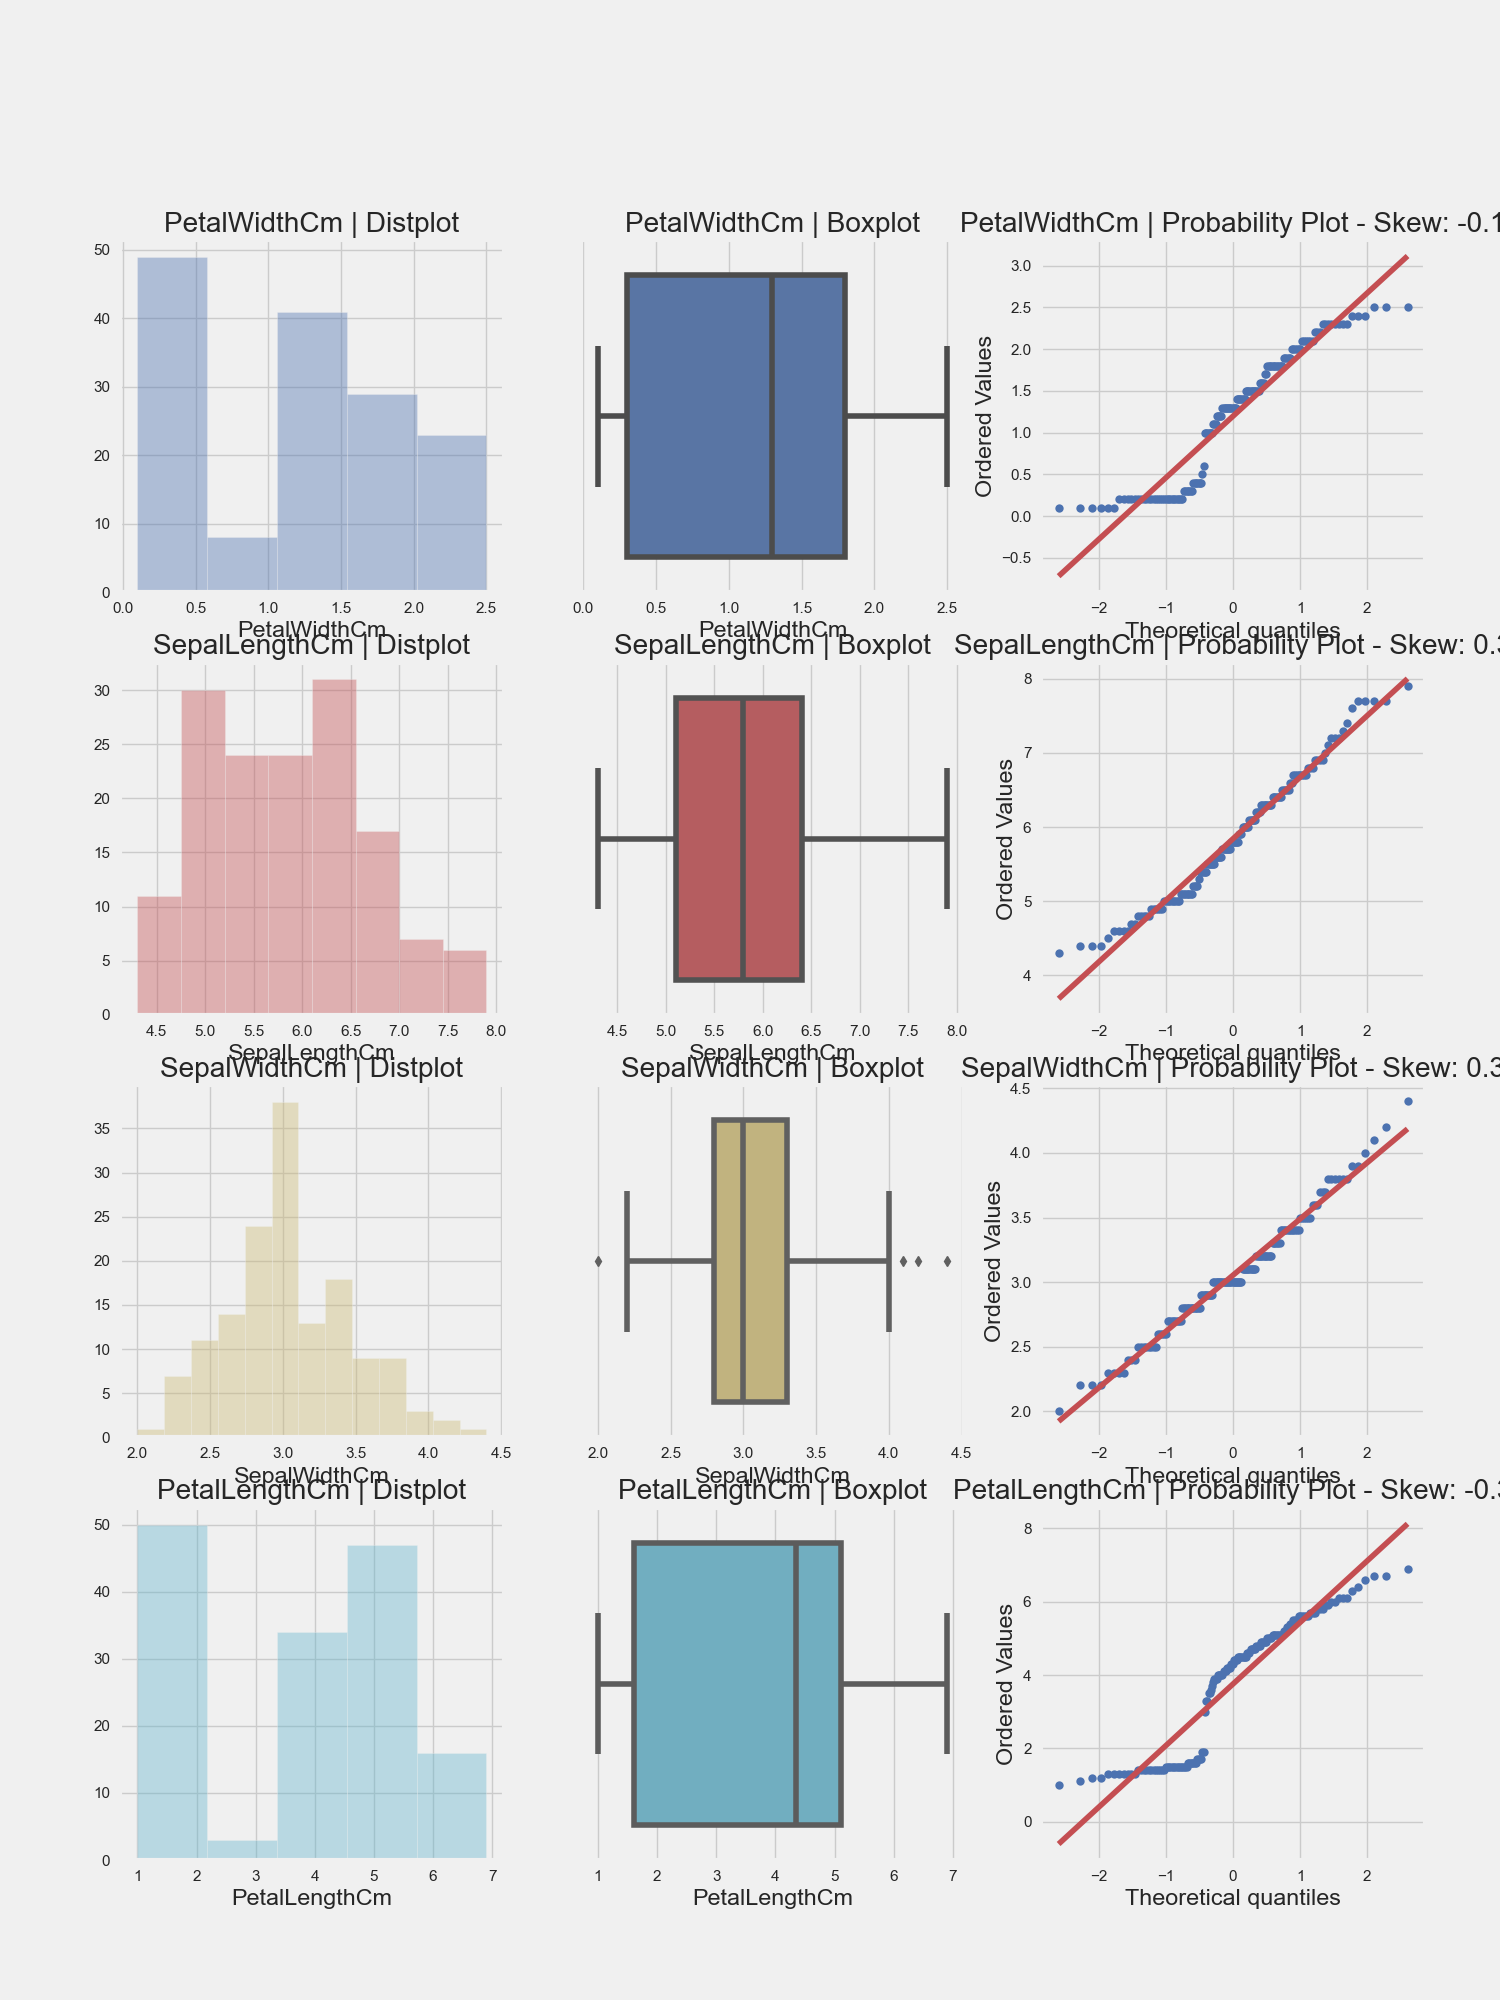 PetalWidthCm | Distplot
50
40
30
20
10
0
0.0 0.5 1.0 1.5 2.0 2.5
PetalWidthCm
PetalWidthCm | Boxplot
0.0 0.5 1.0 1.5 2.0 2.5
PetalWidthCm
PetalWidthCm | Probability Plot - Skew: -0.1
Ordered Values
3.0
2.5
2.0
1.5
1.0
0.5
0.0
−0.5
−2 −1 0 1 2
Theoretical quantiles
SepalLengthCm | Distplot
30
25
20
15
10
5
0
4.5 5.0 5.5 6.0 6.5 7.0 7.5 8.0
SepalLengthCm
SepalLengthCm | Boxplot
4.5 5.0 5.5 6.0 6.5 7.0 7.5 8.0
SepalLengthCm
SepalLengthCm | Probability Plot - Skew: 0.3
Ordered Values
8
7
6
5
4
−2 −1 0 1 2
Theoretical quantiles
SepalWidthCm | Distplot
35
30
25
20
15
10
5
0
2.0 2.5 3.0 3.5 4.0 4.5
SepalWidthCm
SepalWidthCm | Boxplot
2.0 2.5 3.0 3.5 4.0 4.5
SepalWidthCm
SepalWidthCm | Probability Plot - Skew: 0.3
Ordered Values
4.5
4.0
3.5
3.0
2.5
2.0
−2 −1 0 1 2
Theoretical quantiles
PetalLengthCm | Distplot
50
40
30
20
10
0
1 2 3 4 5 6 7
PetalLengthCm
PetalLengthCm | Boxplot
1 2 3 4 5 6 7
PetalLengthCm
PetalLengthCm | Probability Plot - Skew: -0.3
Ordered Values
8
6
4
2
0
−2 −1 0 1 2
Theoretical quantiles